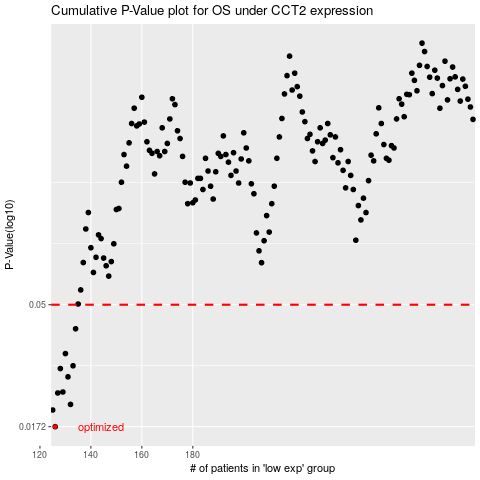 Cumulative P-Value plot for OS under CCT2 expression
P-Value(log10)
0.05
0.0172
optimized
120 140 160 180
# of patients in 'low exp' group